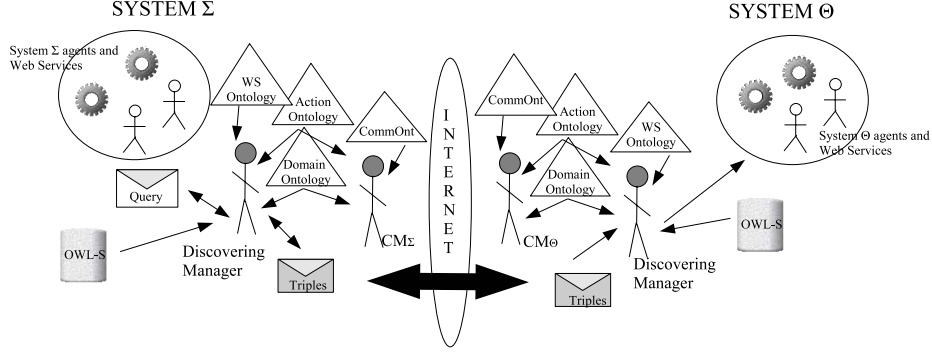 SYSTEM Σ
SYSTEM Θ
System Σ agents and
Web Services
WS
Ontology
Action
Ontology
CommOnt
Domain
Ontology
Query
OWL-S
Discovering
Manager
CMΣ
Triples
INTERNET
CommOnt
Action
Ontology
WS
Ontology
Domain
Ontology
System Θ agents and
Web Services
OWL-S
CMΘ
Discovering
Manager
Triples